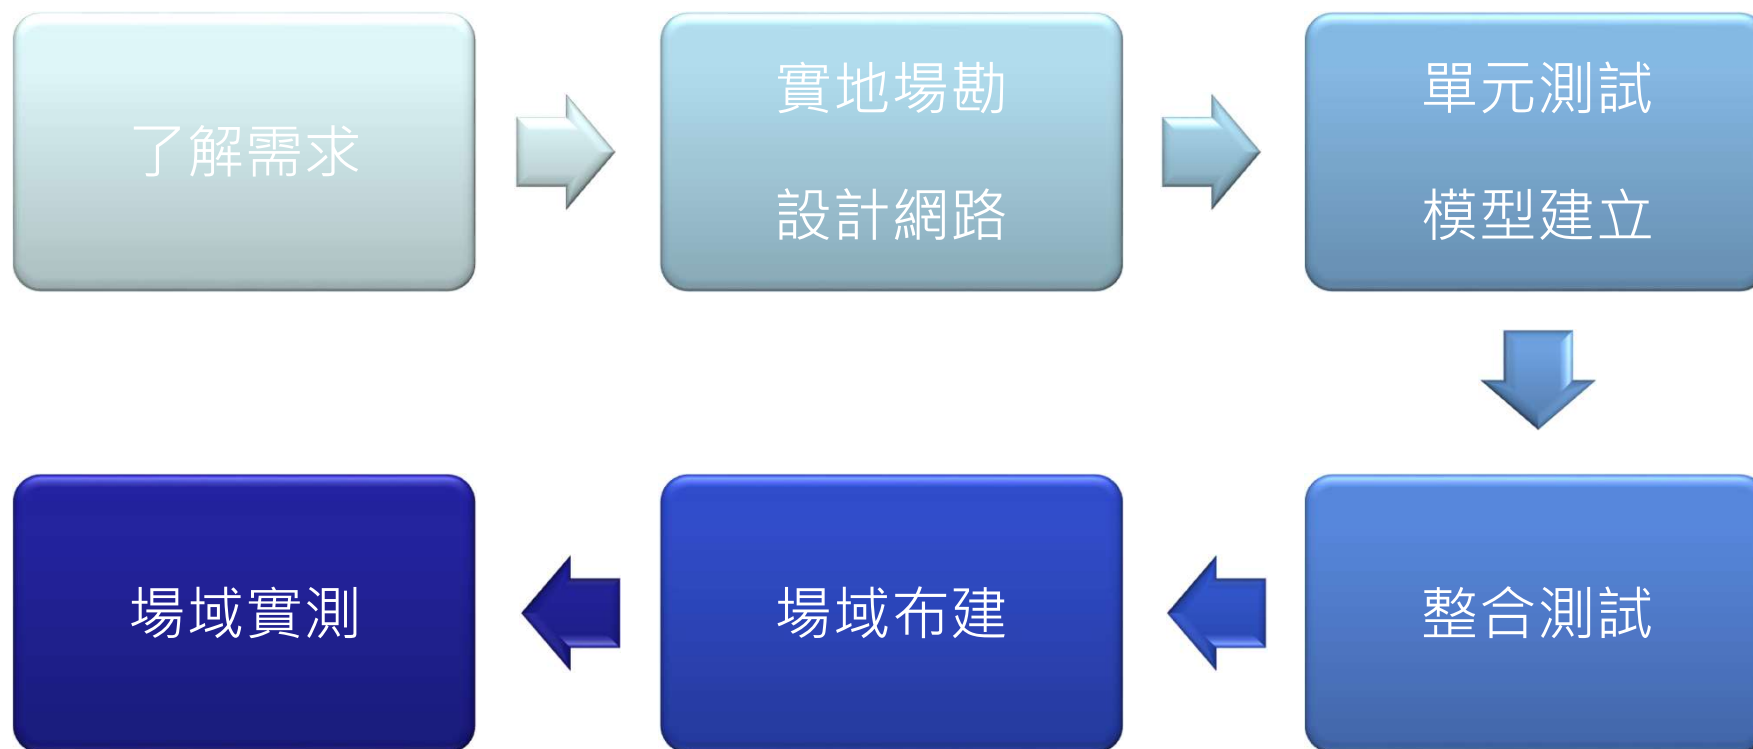 了解需求
實地場勘
設計網路
單元測試
模型建立
整合測試
場域布建
場域實測